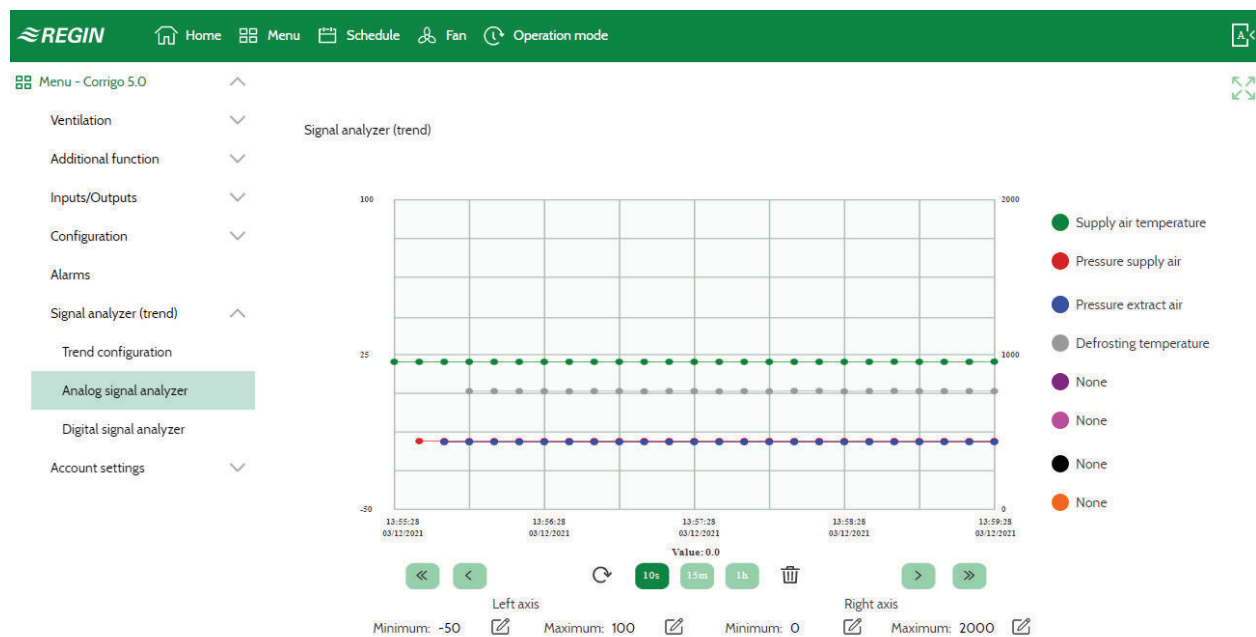 REGIN
Home Menu Schedule Fan Operation mode
A
Menu - Corrigo 5.0
Ventilation
Additional function
Inputs/Outputs
Configuration
Alarms
Signal analyzer (trend)
Trend configuration
Analog signal analyzer
Digital signal analyzer
Account settings
Signal analyzer (trend)
100
25
-50
2000
1000
0
13:55:28 13:56:28 13:57:28 13:58:28 13:59:28
03/12/2021 03/12/2021 03/12/2021 03/12/2021 03/12/2021
Value: 0.0
Supply air temperature
Pressure supply air
Pressure extract air
Defrosting temperature
None
None
None
None
10s 15m 1h
Left axis Right axis
Minimum: -50 Maximum: 100 Minimum: 0 Maximum: 2000